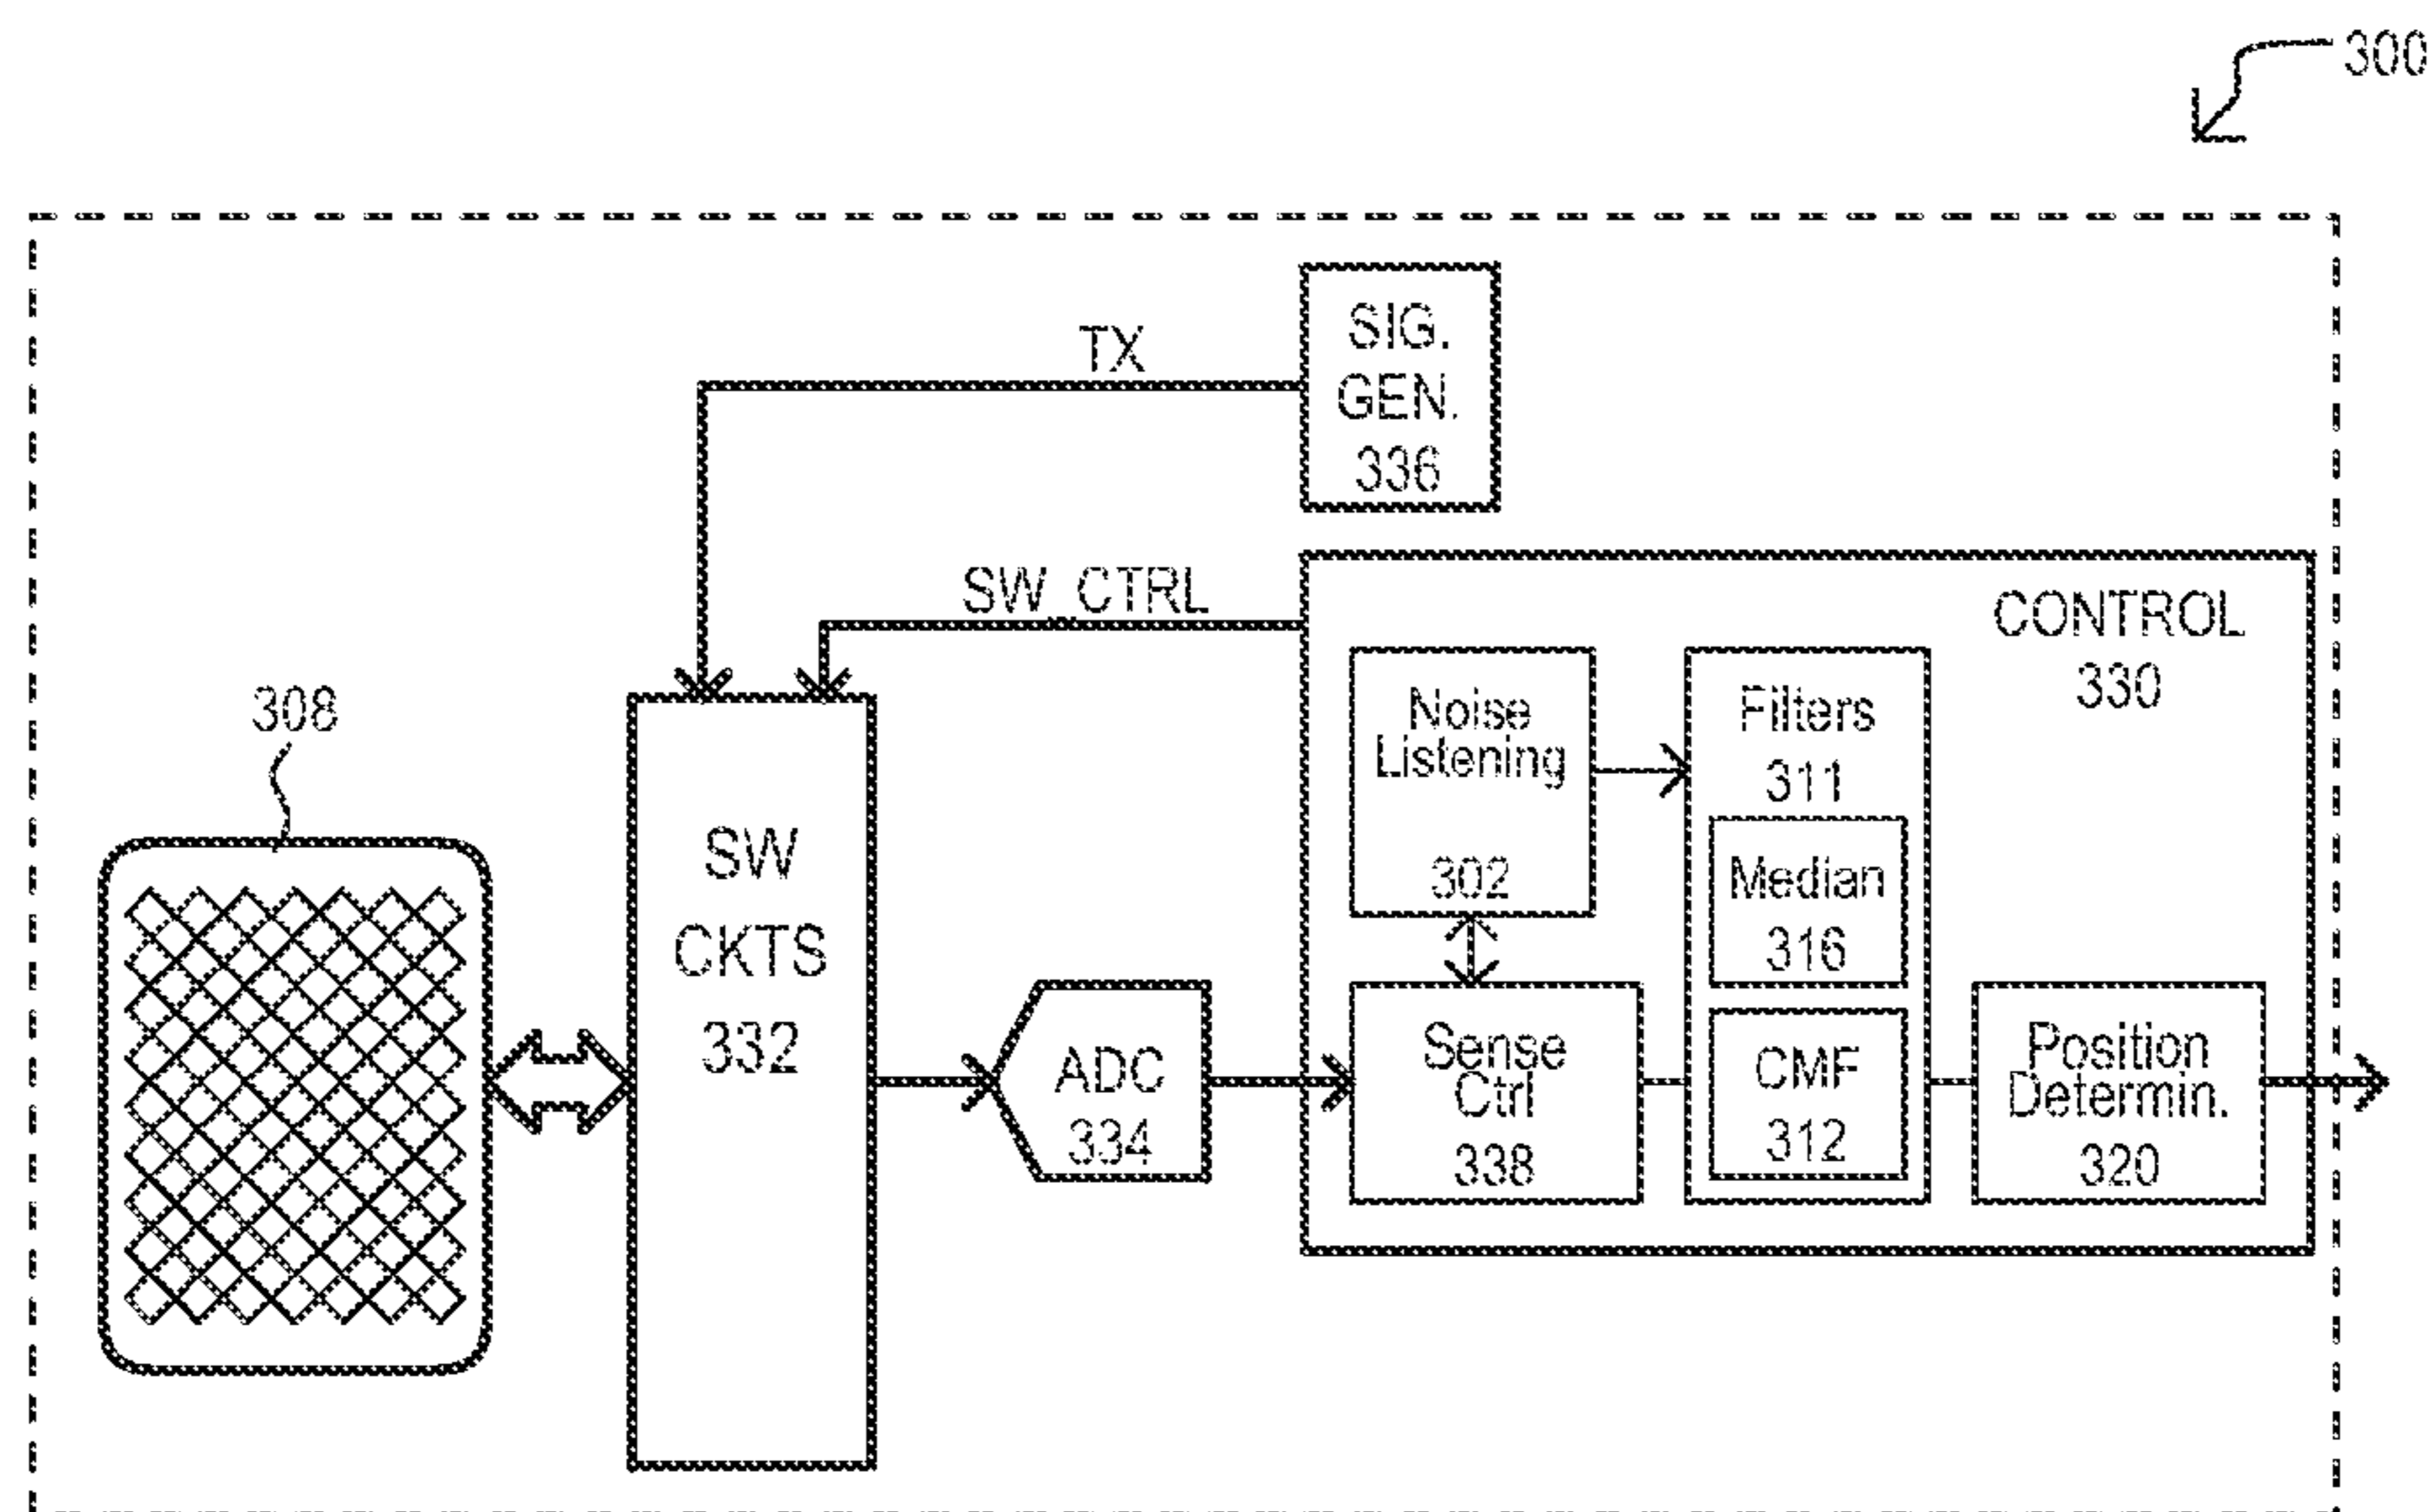 300
SIG.
GEN.
336
TX
SW_CTRL
CONTROL
330
308
SW
CKTS
332
ADC
334
Noise
Listening
302
Filters
311
Median
316
CMF
312
Sense
Ctrl
338
Position
Determin.
320